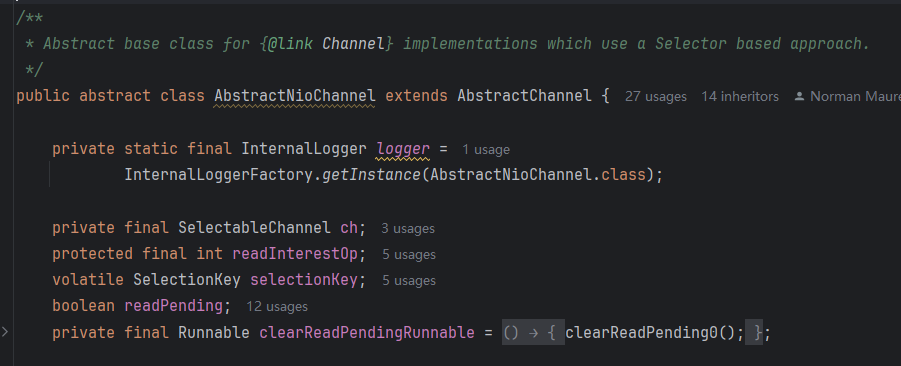 /**
* Abstract base class for {@link Channel} implementations which use a Selector based approach.
*/
public abstract class AbstractNioChannel extends AbstractChannel { 27 usages 14 inheritors Norman Maure
private static final InternalLogger logger = 1 usage
InternalLoggerFactory.getInstance(AbstractNioChannel.class);
private final SelectableChannel ch; 3 usages
protected final int readInterestOp; 5 usages
volatile SelectionKey selectionKey; 5 usages
boolean readPending; 12 usages
private final Runnable clearReadPendingRunnable = () → { clearReadPending0(); };